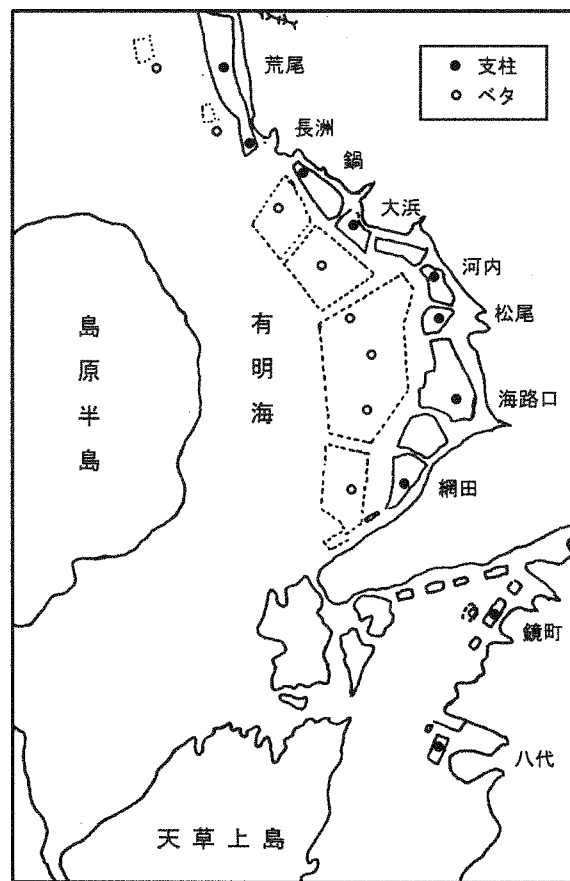 荒尾
支柱
ベタ
長洲
鍋
大浜
河内
松尾
島原半島
有明海
海路口
網田
鏡町
八代
天草上島